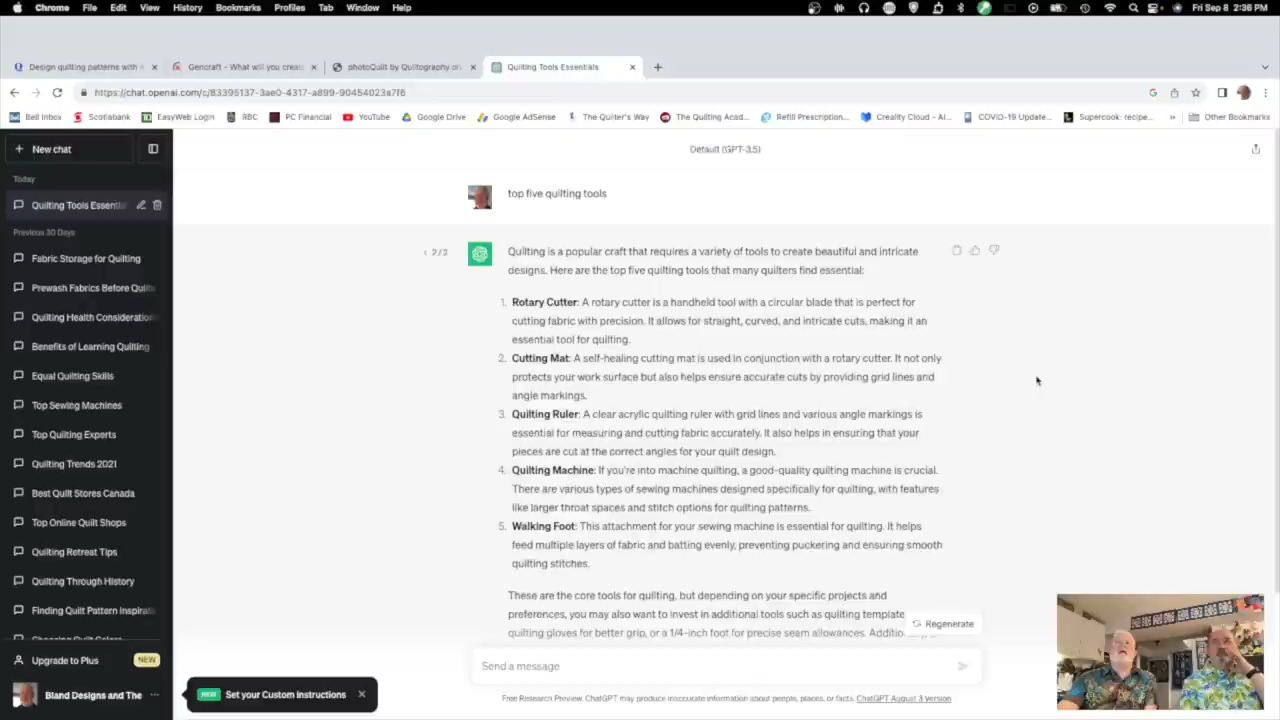 Chrome File Edit View History Bookmarks Profiles Tab Window Help Fri Sep 8 2:36 PM
Design quilting patterns with Gencraft - What will you create photoQuilt by Quiltography on Quilting Tools Essentials
https://chat.openai.com/c/83395137-3ae0-4317-a899-90454023a7f6
Bell Inbox Scotiabank EasyWeb Login RBC PC Financial YouTube Google Drive Google AdSense The Quilter's Way The Quilting Acad... Refill Prescription... Creality Cloud - Al... COVID-19 Update... Supercook: recipe... » Other Bookmarks
+ New chat
Default (GPT-3.5)
Today
Quilting Tools Essentia
Previous 30 Days
Fabric Storage for Quilting
Prewash Fabrics Before Quilt
Quilting Health Consideration
Benefits of Learning Quilting
Equal Quilting Skills
Top Sewing Machines
Top Quilting Experts
Quilting Trends 2021
Best Quilt Stores Canada
Top Online Quilt Shops
Quilting Retreat Tips
Quilting Through History
Finding Quilt Pattern Inspirati
Choosing Quilt Colors
Upgrade to Plus NEW
Bland Designs and The ...
NEW Set your Custom instructions
top five quilting tools
< 2/2
Quilting is a popular craft that requires a variety of tools to create beautiful and intricate
designs. Here are the top five quilting tools that many quilters find essential:
1. Rotary Cutter: A rotary cutter is a handheld tool with a circular blade that is perfect for
cutting fabric with precision. It allows for straight, curved, and intricate cuts, making it an
essential tool for quilting.
2. Cutting Mat: A self-healing cutting mat is used in conjunction with a rotary cutter. It not only
protects your work surface but also helps ensure accurate cuts by providing grid lines and
angle markings.
3. Quilting Ruler: A clear acrylic quilting ruler with grid lines and various angle markings is
essential for measuring and cutting fabric accurately. It also helps in ensuring that your
pieces are cut at the correct angles for your quilt design.
4. Quilting Machine: If you're into machine quilting, a good-quality quilting machine is crucial.
There are various types of sewing machines designed specifically for quilting, with features
like larger throat spaces and stitch options for quilting patterns.
5. Walking Foot: This attachment for your sewing machine is essential for quilting. It helps
feed multiple layers of fabric and batting evenly, preventing puckering and ensuring smooth
quilting stitches.
These are the core tools for quilting, but depending on your specific projects and
preferences, you may also want to invest in additional tools such as quilting template
quilting gloves for better grip, or a 1/4-inch foot for precise seam allowances. Additio
Regenerate
Send a message
Free Research Preview. ChatGPT may produce inaccurate information about people, places, or facts. ChatGPT August 3 Version